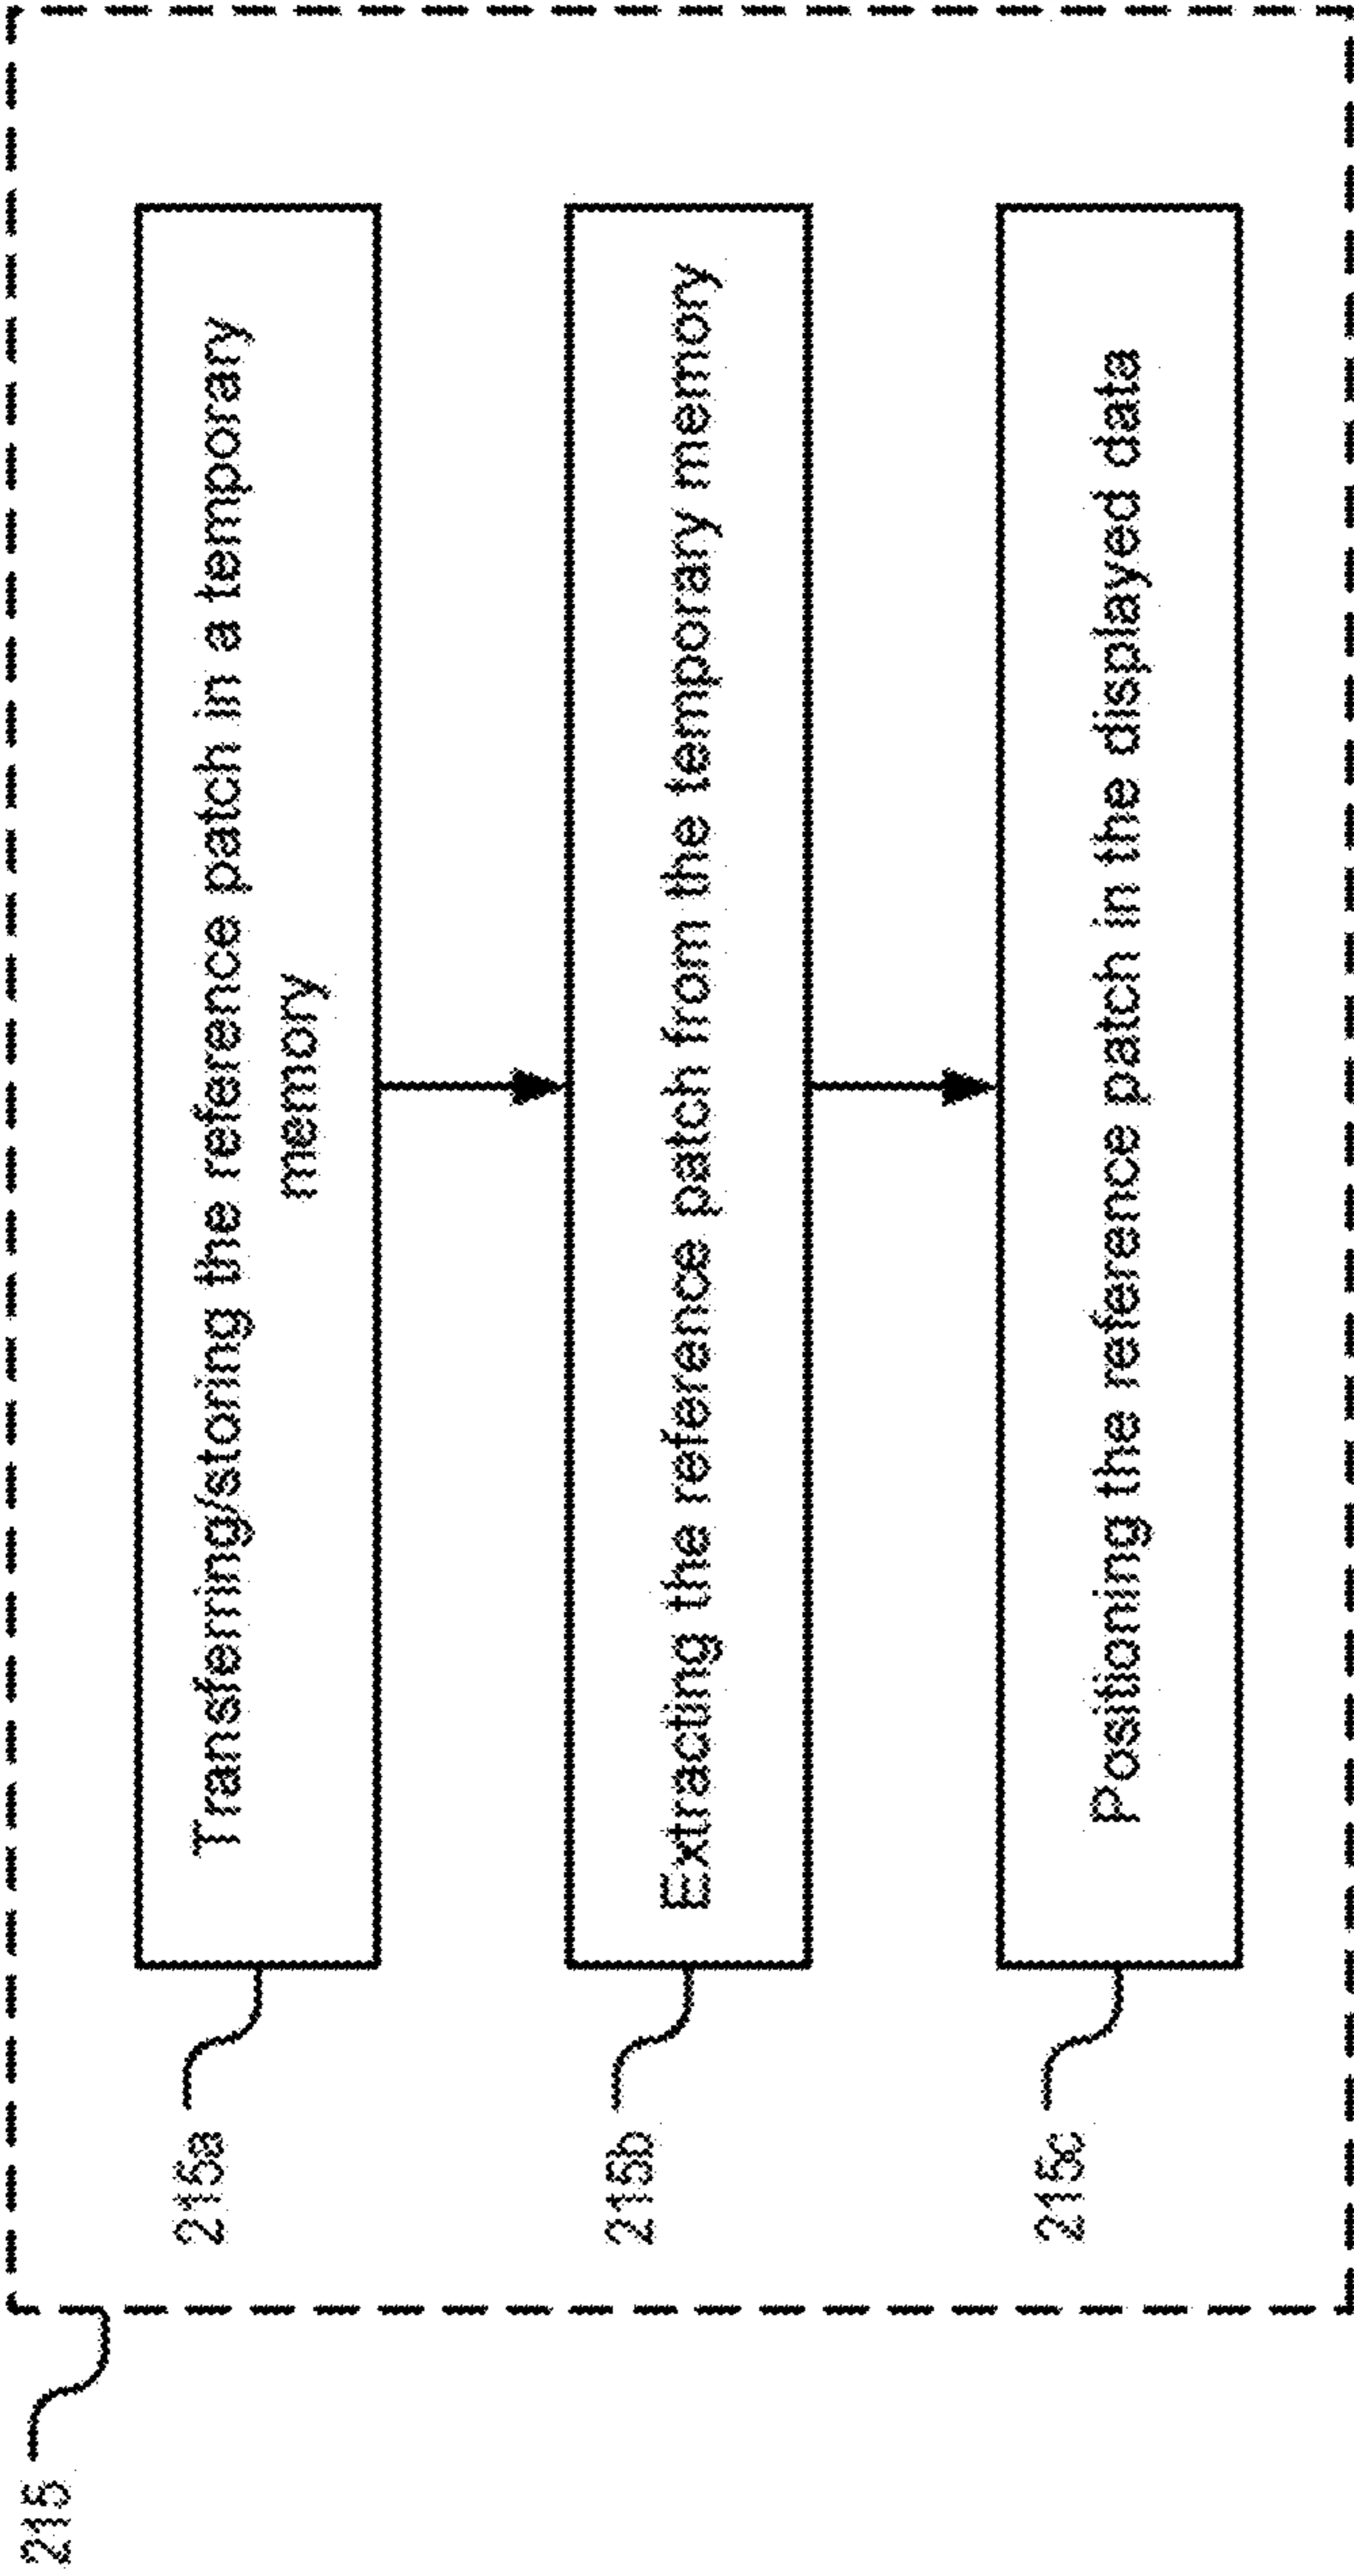 215
215a
Transferring/storing the reference patch in a temporary
memory
215b
Extracting the reference patch from the temporary memory
215c
Positioning the reference patch in the displayed data